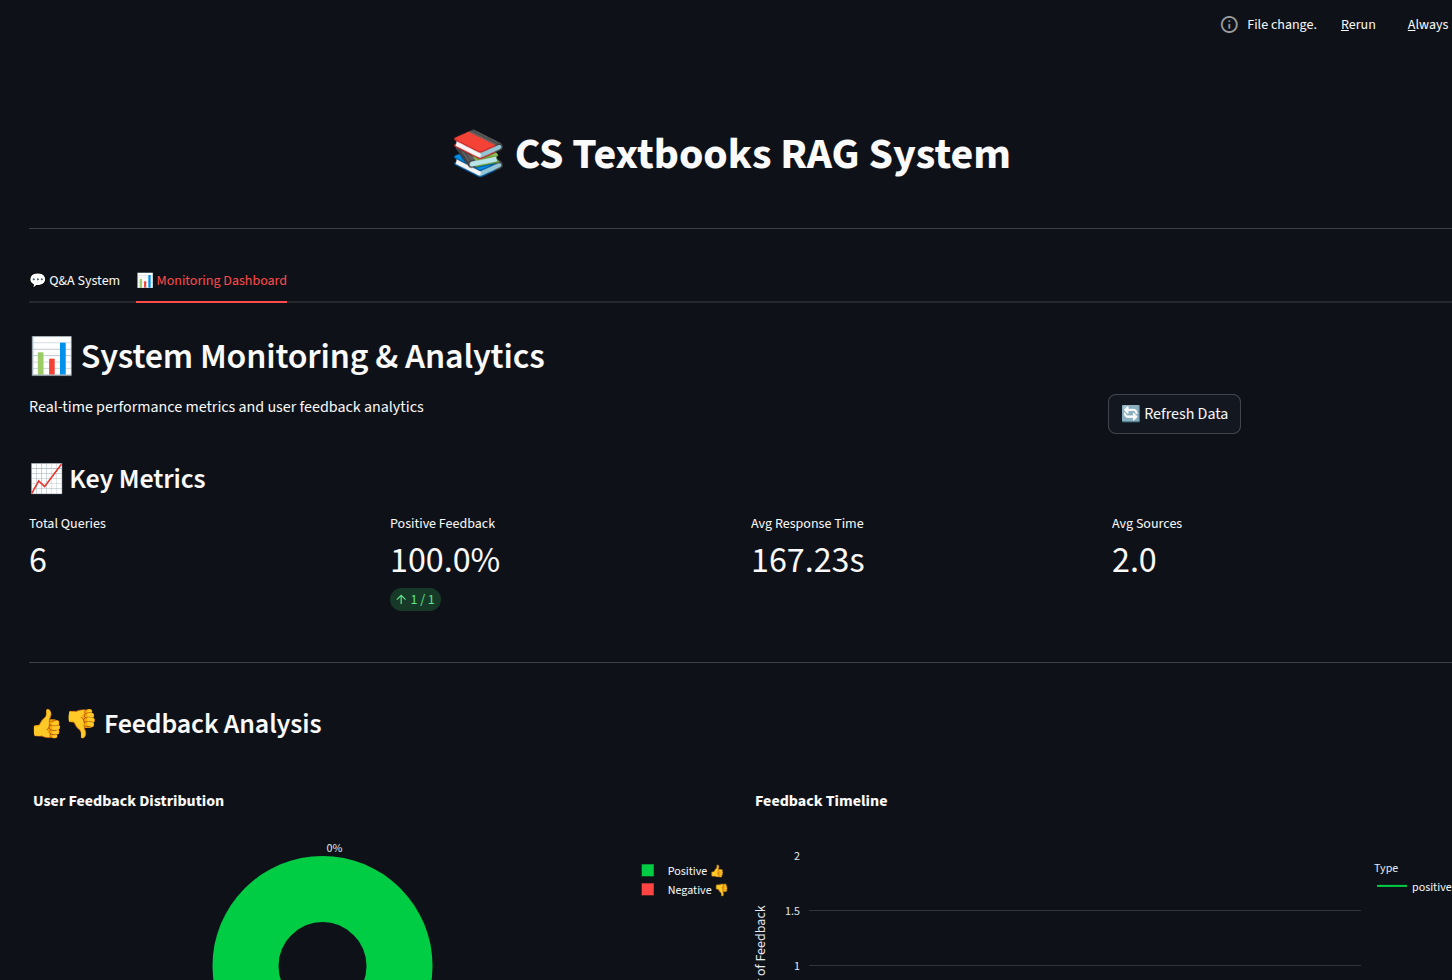 File change. Rerun Always
📚 CS Textbooks RAG System
💬 Q&A System 📊 Monitoring Dashboard
📊 System Monitoring & Analytics
Real-time performance metrics and user feedback analytics
🔄 Refresh Data
📈 Key Metrics
Total Queries Positive Feedback Avg Response Time Avg Sources
6 100.0% 167.23s 2.0
↑ 1 / 1
👍👎 Feedback Analysis
User Feedback Distribution
0%
Positive 👍
Negative 👎
Feedback Timeline
2
1.5
1
of Feedback
Type
positive